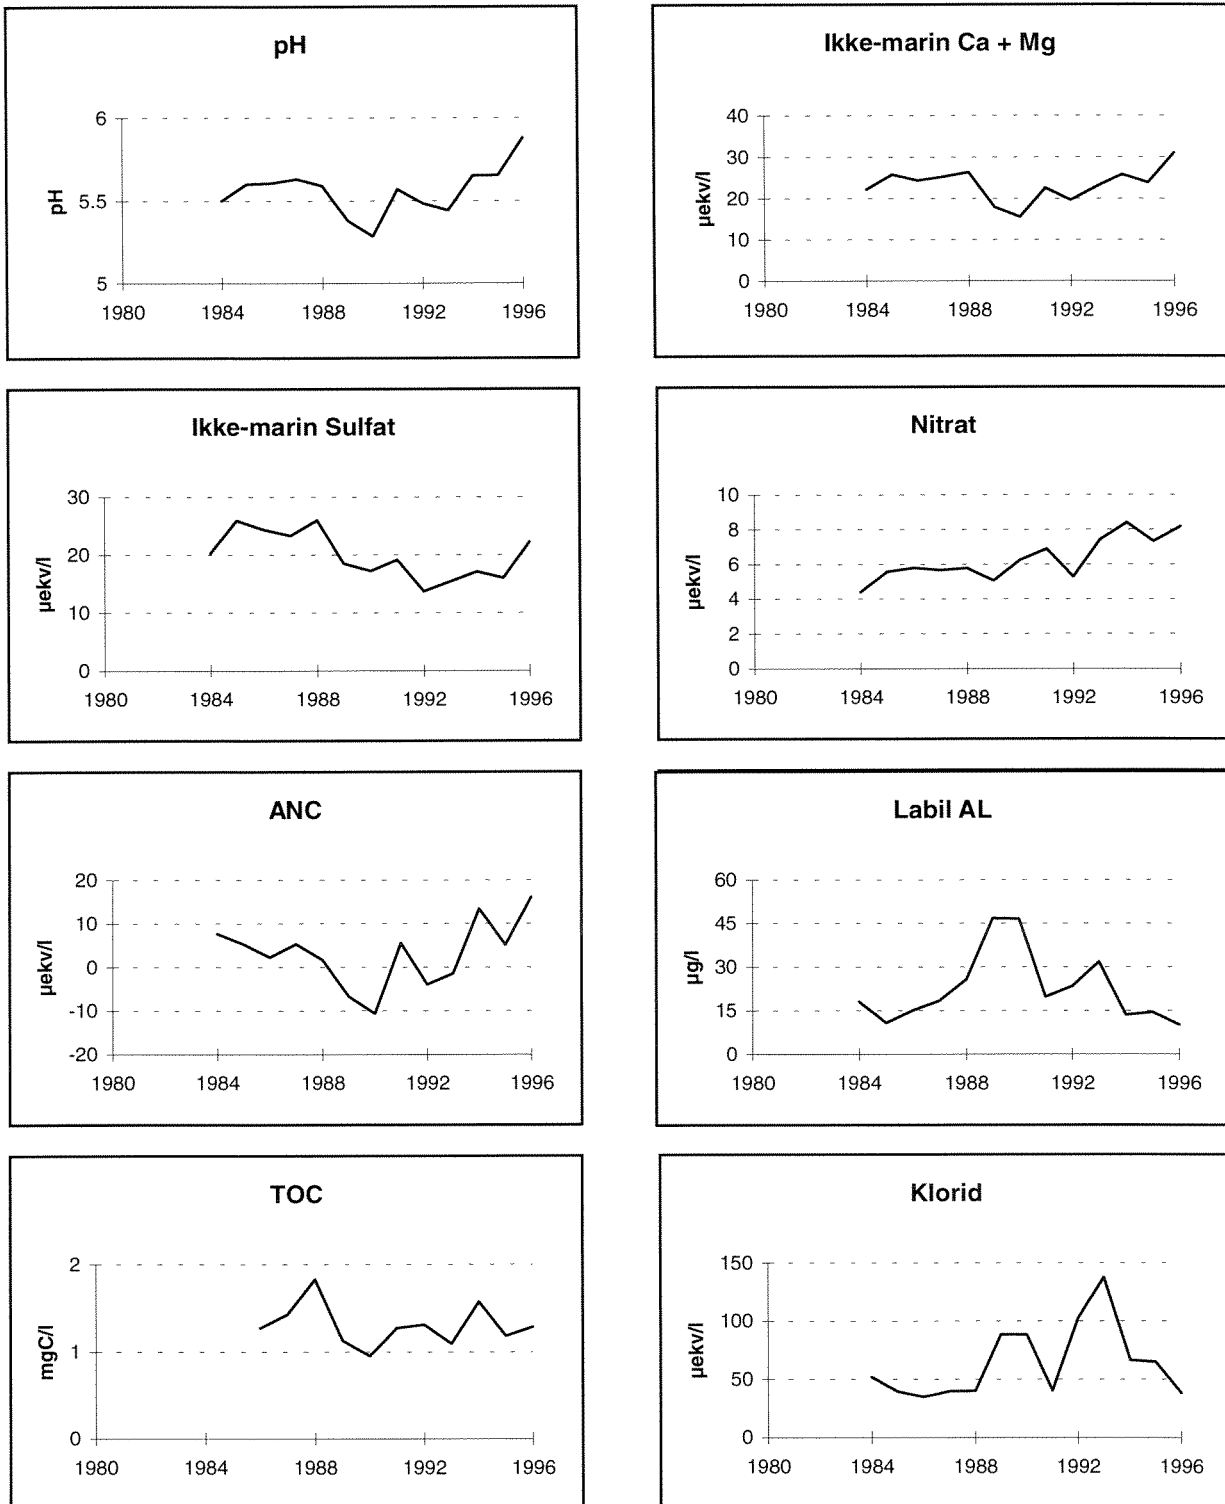 pH
6
5.5
5
pH
1980 1984 1988 1992 1996
Ikke-marin Ca + Mg
40
30
20
10
0
µekv/l
1980 1984 1988 1992 1996
Ikke-marin Sulfat
30
20
10
0
µekv/l
1980 1984 1988 1992 1996
Nitrat
10
8
6
4
2
0
µekv/l
1980 1984 1988 1992 1996
ANC
20
10
0
-10
-20
µekv/l
1980 1984 1988 1992 1996
Labil AL
60
45
30
15
0
µg/l
1980 1984 1988 1992 1996
TOC
2
1
0
mgC/l
1980 1984 1988 1992 1996
Klorid
150
100
50
0
µekv/l
1980 1984 1988 1992 1996